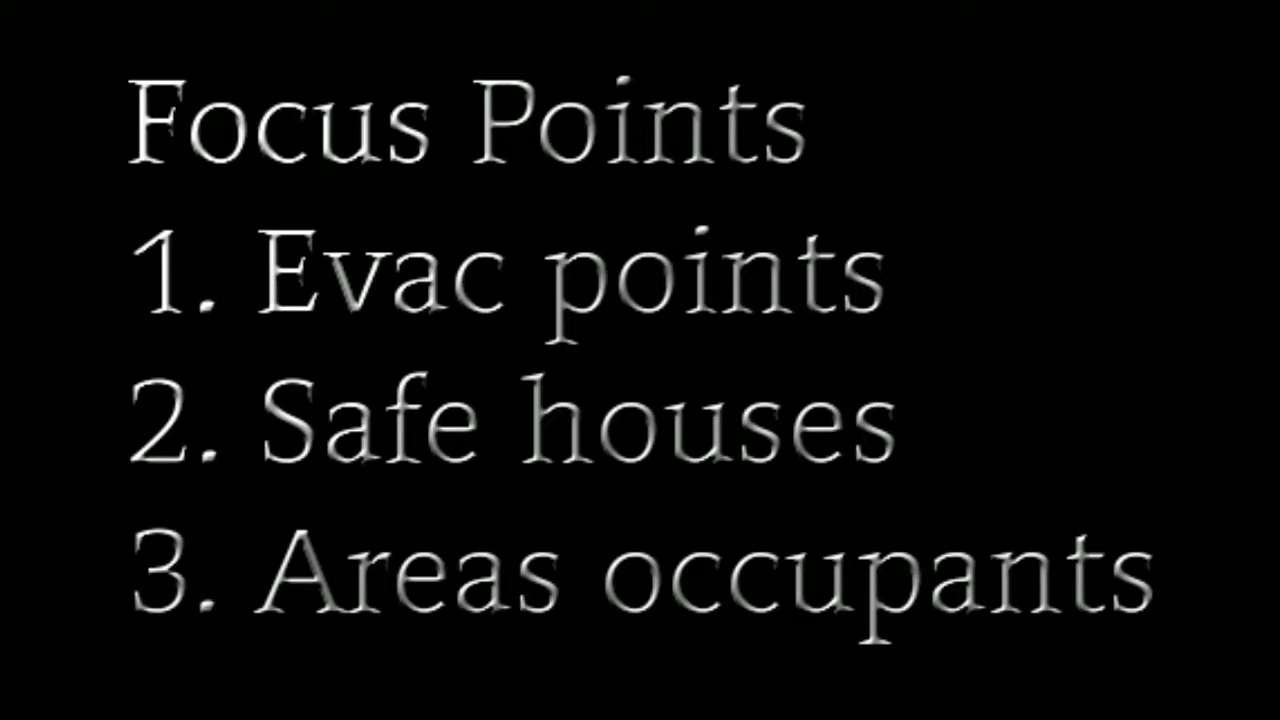 Focus Points
1. Evac points
2. Safe houses
3. Areas occupants